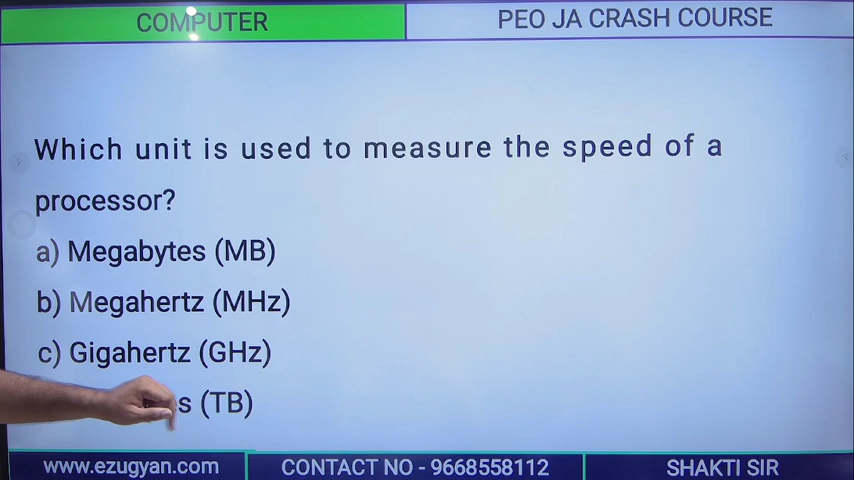 COMPUTER
PEO JA CRASH COURSE
Which unit is used to measure the speed of a
processor?
a) Megabytes (MB)
b) Megahertz (MHz)
c) Gigahertz (GHz)
s (TB)
www.ezugyan.com
CONTACT NO - 9668558112
SHAKTI SIR